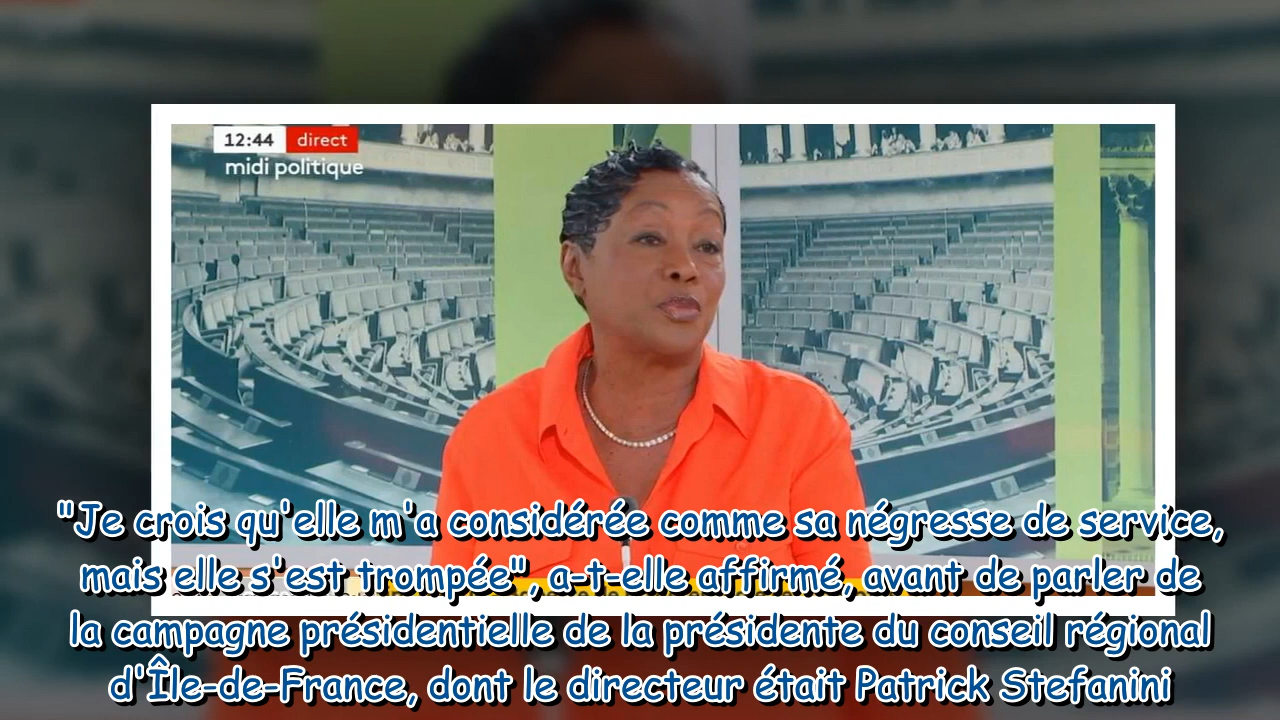 12:44 direct
midi politique
"Je crois qu'elle m'a considérée comme sa négresse de service,
mais elle s'est trompée", a-t-elle affirmé, avant de parler de
la campagne présidentielle de la présidente du conseil régional
d'Île-de-France, dont le directeur était Patrick Stefanini